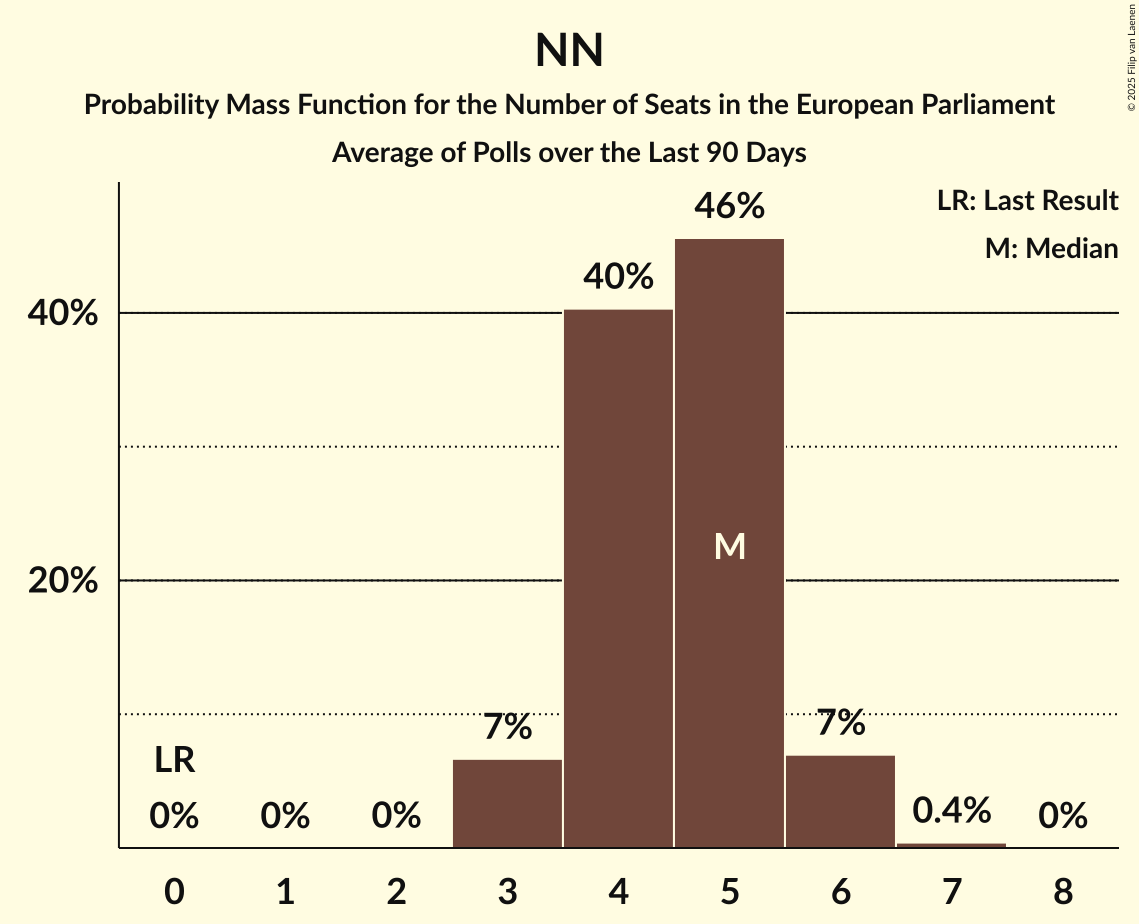 NN
Probability Mass Function for the Number of Seats in the European Parliament
Average of Polls over the Last 90 Days
© 2025 Filip van Laenen
LR: Last Result
M: Median
46%
40%
40%
M
20%
7%
7%
LR
0%
0%
0%
0.4%
0%
0 1 2 3 4 5 6 7 8